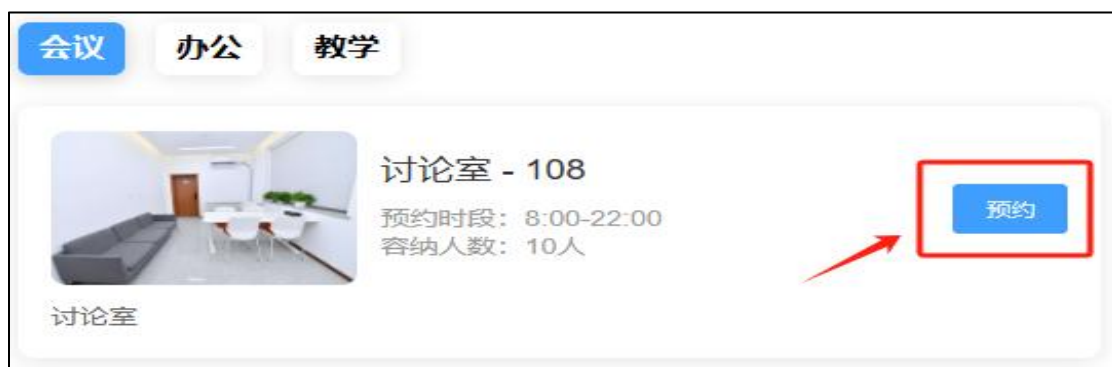 会议 办公 教学
讨论室 - 108
预约时段：8:00-22:00
容纳人数：10人
预约
讨论室